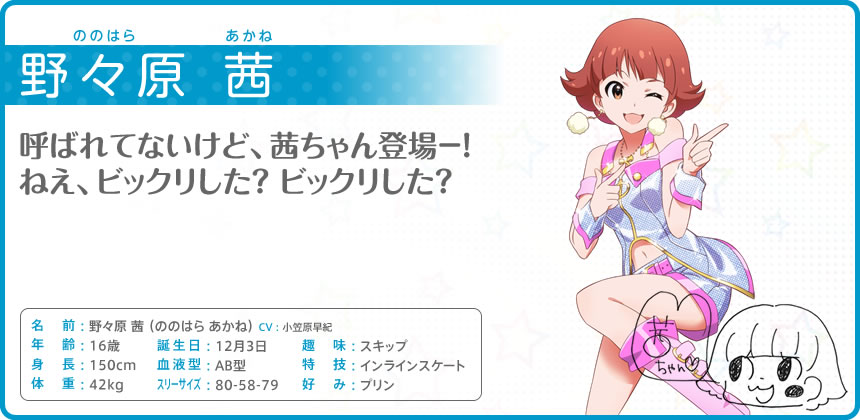 ののはら あかね
野々原 茜
呼ばれてないけど、茜ちゃん登場ー!
ねえ、ビックリした? ビックリした?
名 前 : 野々原 茜 (ののはら あかね) CV : 小笠原早紀
年 齢 : 16歳 誕生日 : 12月3日 趣 味 : スキップ
身 長 : 150cm 血液型 : AB型 特 技 : インラインスケート
体 重 : 42kg スリーサイズ : 80-58-79 好 み : プリン
茜
ちゃん